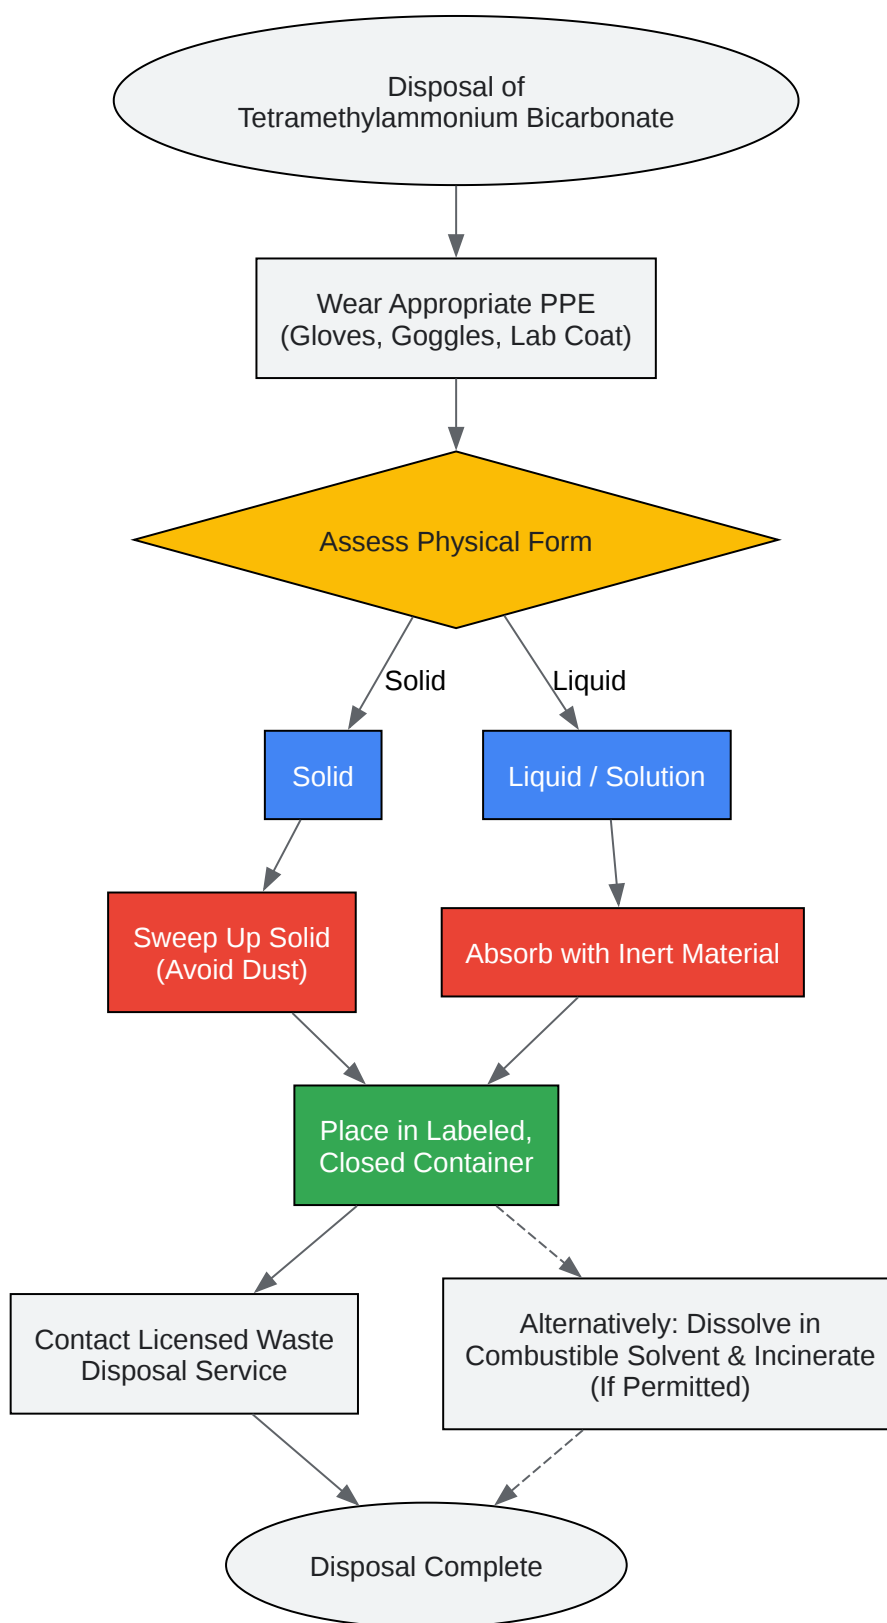 Disposal of
Tetramethylammonium Bicarbonate
Wear Appropriate PPE
(Gloves, Goggles, Lab Coat)
Assess Physical Form
Solid
Liquid
Solid
Liquid / Solution
Sweep Up Solid
(Avoid Dust)
Absorb with Inert Material
Place in Labeled,
Closed Container
Contact Licensed Waste
Disposal Service
Alternatively: Dissolve in
Combustible Solvent & Incinerate
(If Permitted)
Disposal Complete